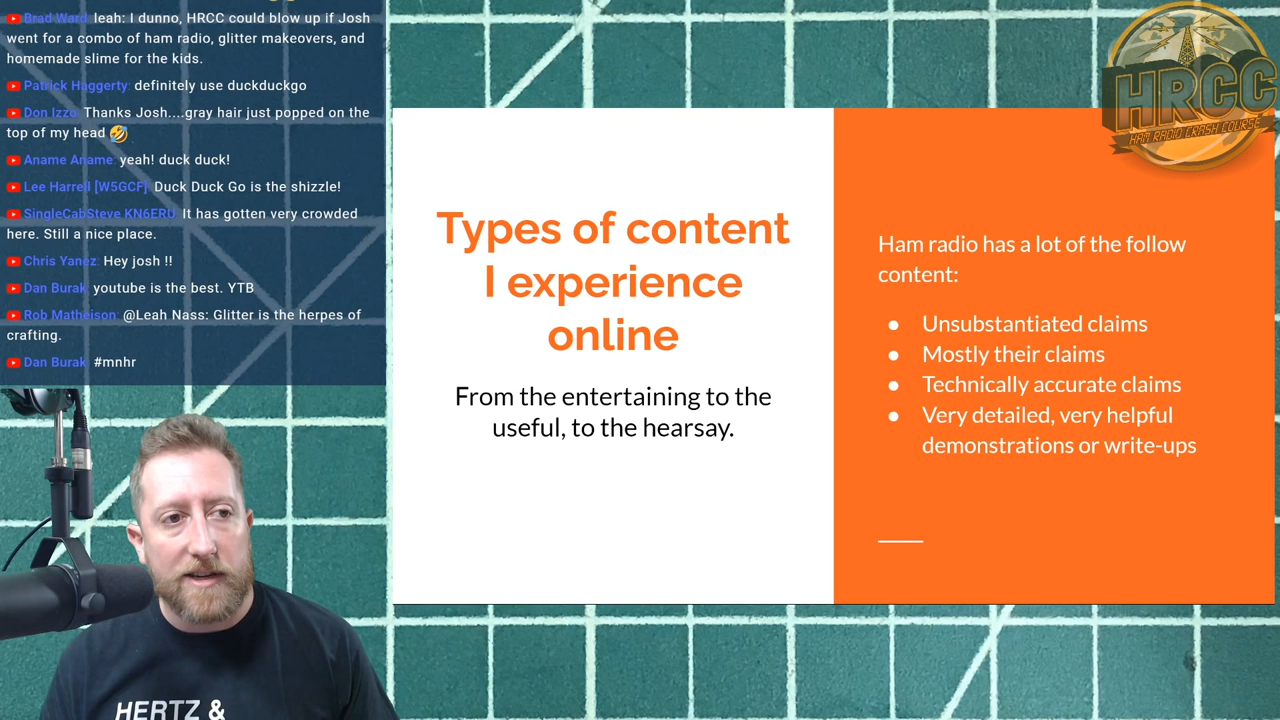 Brad Ward: leah: I dunno, HRCC could blow up if Josh
went for a combo of ham radio, glitter makeovers, and
homemade slime for the kids.
Patrick Haggerty: definitely use duckduckgo
Don Izzo: Thanks Josh....gray hair just popped on the
top of my head 🤣
Aname Aname: yeah! duck duck!
Lee Harrell [W5GCF]: Duck Duck Go is the shizzle!
SingleCabSteve KN6ERU: It has gotten very crowded
here. Still a nice place.
Chris Yanez: Hey josh !!
Dan Burak: youtube is the best. YTB
Rob Matheison: @Leah Nass: Glitter is the herpes of
crafting.
Dan Burak: #mnhr
HERTZ &
Types of content
I experience
online
From the entertaining to the
useful, to the hearsay.
HRCC
HAM RADIO CRASH COURSE
Ham radio has a lot of the follow
content:
● Unsubstantiated claims
● Mostly their claims
● Technically accurate claims
● Very detailed, very helpful
demonstrations or write-ups